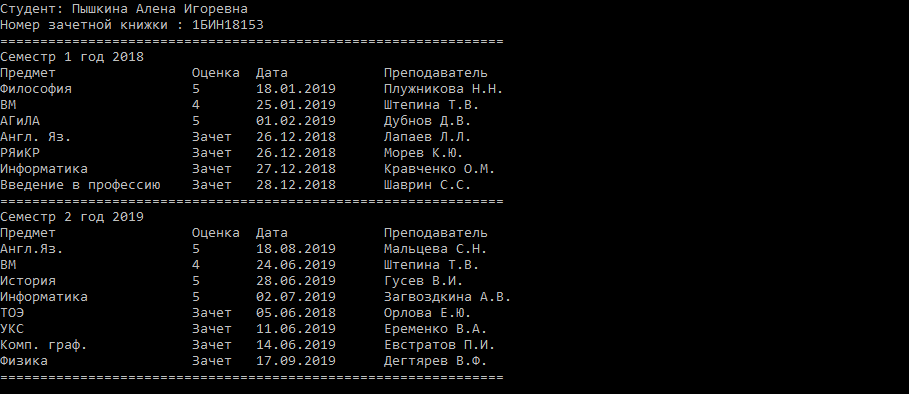 Студент: Пышкина Алена Игоревна
Номер зачетной книжки : 1БИН18153
===============================================================
Семестр 1 год 2018
Предмет Оценка Дата Преподаватель
Философия 5 18.01.2019 Плужникова Н.Н.
ВМ 4 25.01.2019 Штепина Т.В.
АГиЛА 5 01.02.2019 Дубнов Д.В.
Англ. Яз. Зачет 26.12.2018 Лапаев Л.Л.
РЯиКР Зачет 26.12.2018 Морев К.Ю.
Информатика Зачет 27.12.2018 Кравченко О.М.
Введение в профессию Зачет 28.12.2018 Шаврин С.С.
===============================================================
Семестр 2 год 2019
Предмет Оценка Дата Преподаватель
Англ.Яз. 5 18.08.2019 Мальцева С.Н.
ВМ 4 24.06.2019 Штепина Т.В.
История 5 28.06.2019 Гусев В.И.
Информатика 5 02.07.2019 Загвоздкина А.В.
ТОЭ Зачет 05.06.2018 Орлова Е.Ю.
УКС Зачет 11.06.2019 Еременко В.А.
Комп. граф. Зачет 14.06.2019 Евстратов П.И.
Физика Зачет 17.09.2019 Дегтярев В.Ф.
===============================================================